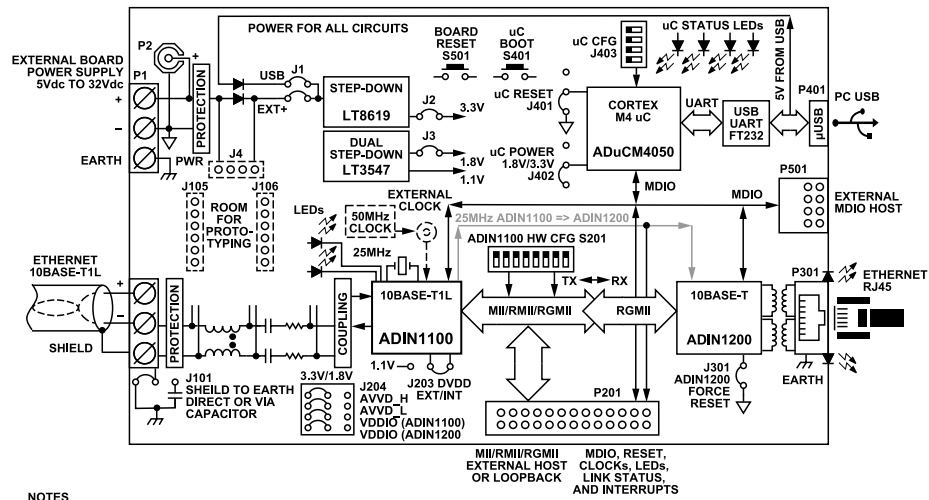 POWER FOR ALL CIRCUITS
BOARD
RESET
S501
uC
BOOT
S401
uC CFG
J403
uC STATUS LEDs
5V FROM USB
P2
+
EXTERNAL BOARD
POWER SUPPLY
5Vdc TO 32Vdc
P1
+
–
EARTH
PROTECTION
USB
J1
EXT+
STEP-DOWN
LT8619
J2
3.3V
DUAL
STEP-DOWN
LT3547
J3
1.8V
1.1V
uC RESET
J401
uC POWER
1.8V/3.3V
J402
CORTEX
M4 uC
ADuCM4050
UART
USB
UART
FT232
P401
µUSB
PC USB
PWR
J4
J105
J106
ROOM
FOR
PROTO-
TYPING
MDIO
MDIO
P501
EXTERNAL
MDIO HOST
LEDs
EXTERNAL
CLOCK
50MHz
CLOCK
25MHz
25MHz ADIN1100 => ADIN1200
ADIN1100 HW CFG S201
TX
RX
ETHERNET
10BASE-T1L
+
–
SHIELD
PROTECTION
COUPLING
10BASE-T1L
ADIN1100
MII/RMII/RGMII
RGMII
10BASE-T
ADIN1200
P301
ETHERNET
RJ45
EARTH
J101
SHEILD TO EARTH
DIRECT OR VIA
CAPACITOR
3.3V/1.8V
1.1V
J203 DVDD
EXT/INT
J204
AVVD_H
AVVD_L
VDDIO (ADIN1100)
VDDIO (ADIN1200
P201
J301
ADIN1200
FORCE
RESET
MII/RMII/RGMII
EXTERNAL HOST
OR LOOPBACK
MDIO, RESET,
CLOCKs, LEDs,
LINK STATUS,
AND INTERRUPTS
NOTES